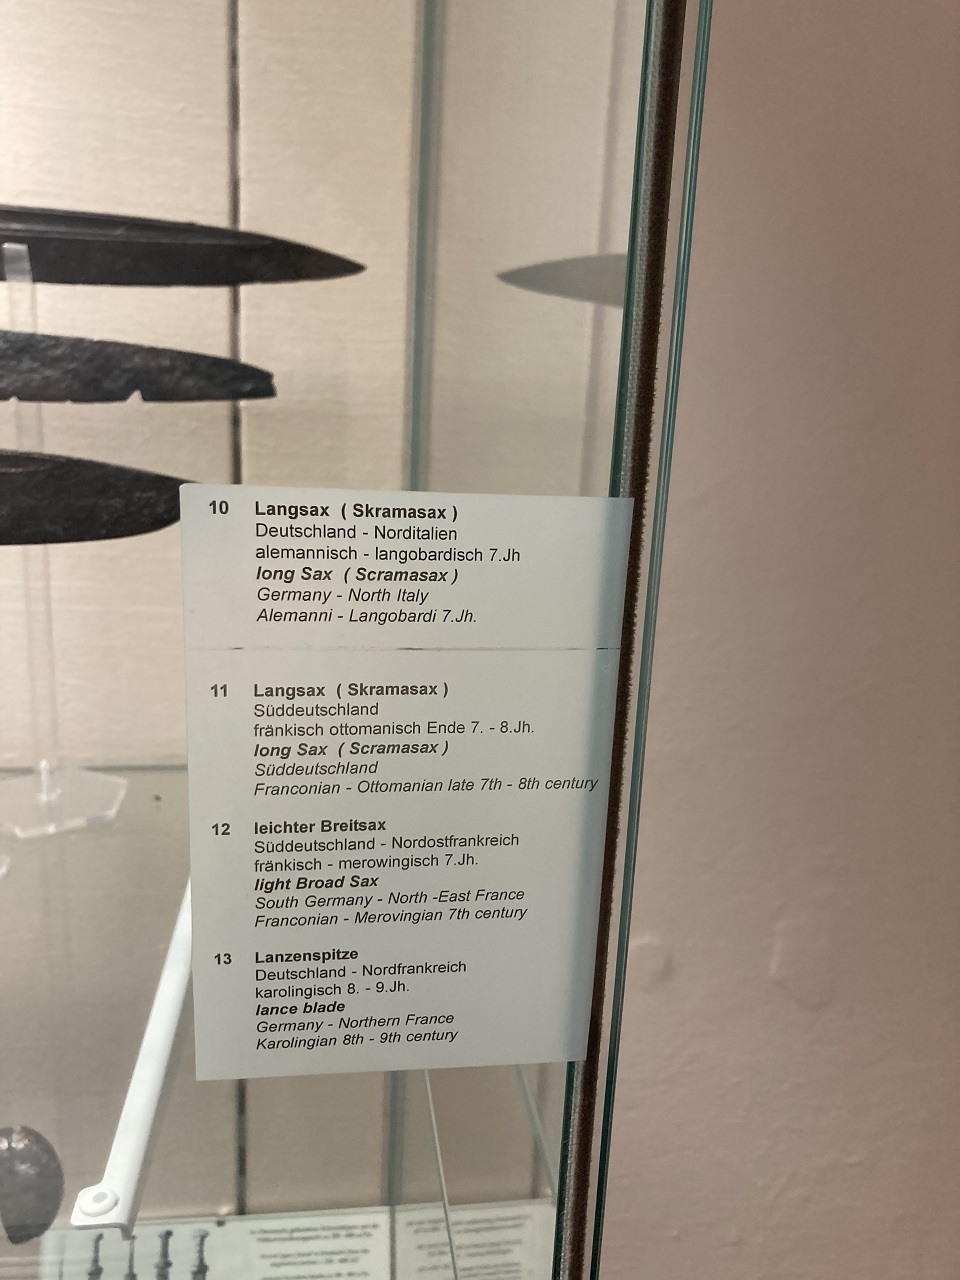 10 Langsax ( Skramasax )
Deutschland - Norditalien
alemannisch - langobardisch 7.Jh
long Sax ( Scramasax )
Germany - North Italy
Alemanni - Langobardi 7.Jh.
11 Langsax ( Skramasax )
Süddeutschland
fränkisch ottomanisch Ende 7. - 8.Jh.
long Sax ( Scramasax )
Süddeutschland
Franconian - Ottomanian late 7th - 8th century
12 leichter Breitsax
Süddeutschland - Nordostfrankreich
fränkisch - merowingisch 7.Jh.
light Broad Sax
South Germany - North -East France
Franconian - Merovingian 7th century
13 Lanzenspitze
Deutschland - Nordfrankreich
karolingisch 8. - 9.Jh.
lance blade
Germany - Northern France
Karolingian 8th - 9th century